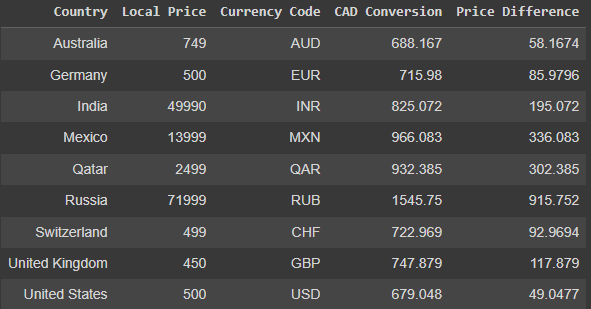 Country Local Price Currency Code CAD Conversion Price Difference
Australia 749 AUD 688.167 58.1674
Germany 500 EUR 715.98 85.9796
India 49990 INR 825.072 195.072
Mexico 13999 MXN 966.083 336.083
Qatar 2499 QAR 932.385 302.385
Russia 71999 RUB 1545.75 915.752
Switzerland 499 CHF 722.969 92.9694
United Kingdom 450 GBP 747.879 117.879
United States 500 USD 679.048 49.0477